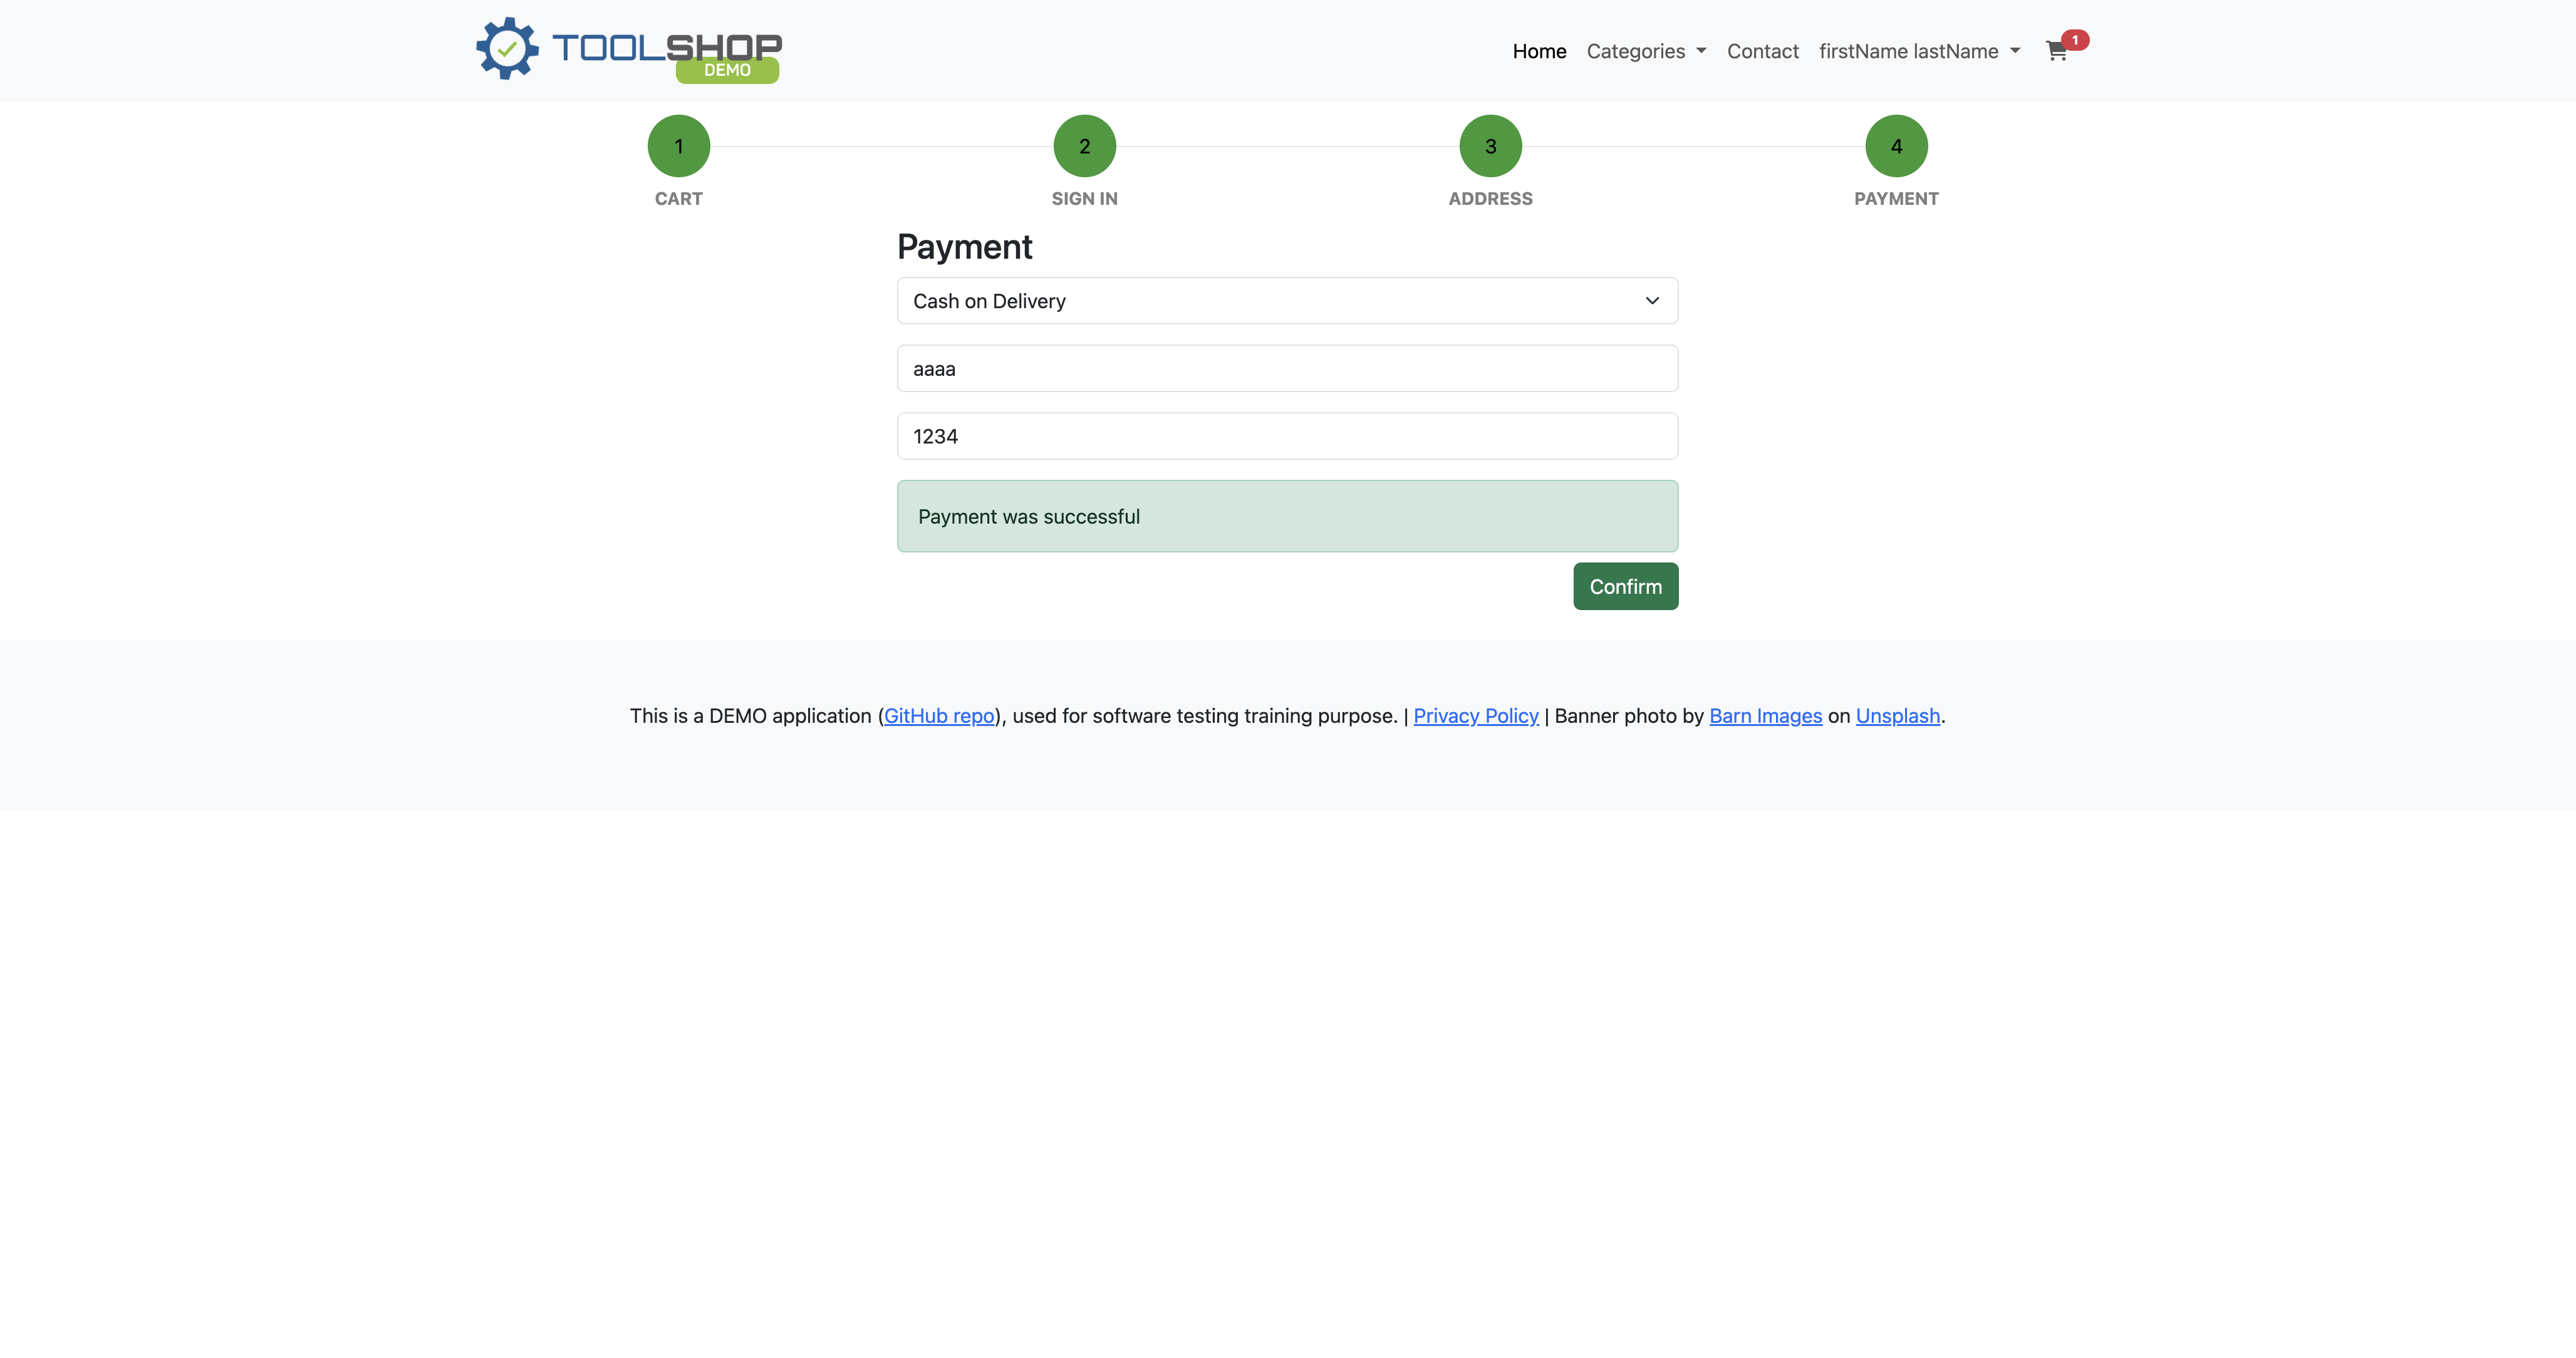 TOOLSHOP
DEMO
Home Categories Contact firstName lastName 1
1 2 3 4
CART SIGN IN ADDRESS PAYMENT
Payment
Cash on Delivery
aaaa
1234
Payment was successful
Confirm
This is a DEMO application (GitHub repo), used for software testing training purpose. | Privacy Policy | Banner photo by Barn Images on Unsplash.